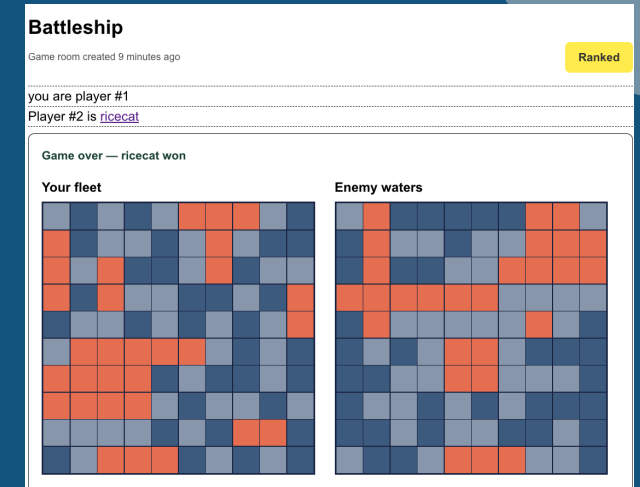 Battleship
Game room created 9 minutes ago
Ranked
you are player #1
Player #2 is ricecat
Game over — ricecat won
Your fleet
Enemy waters